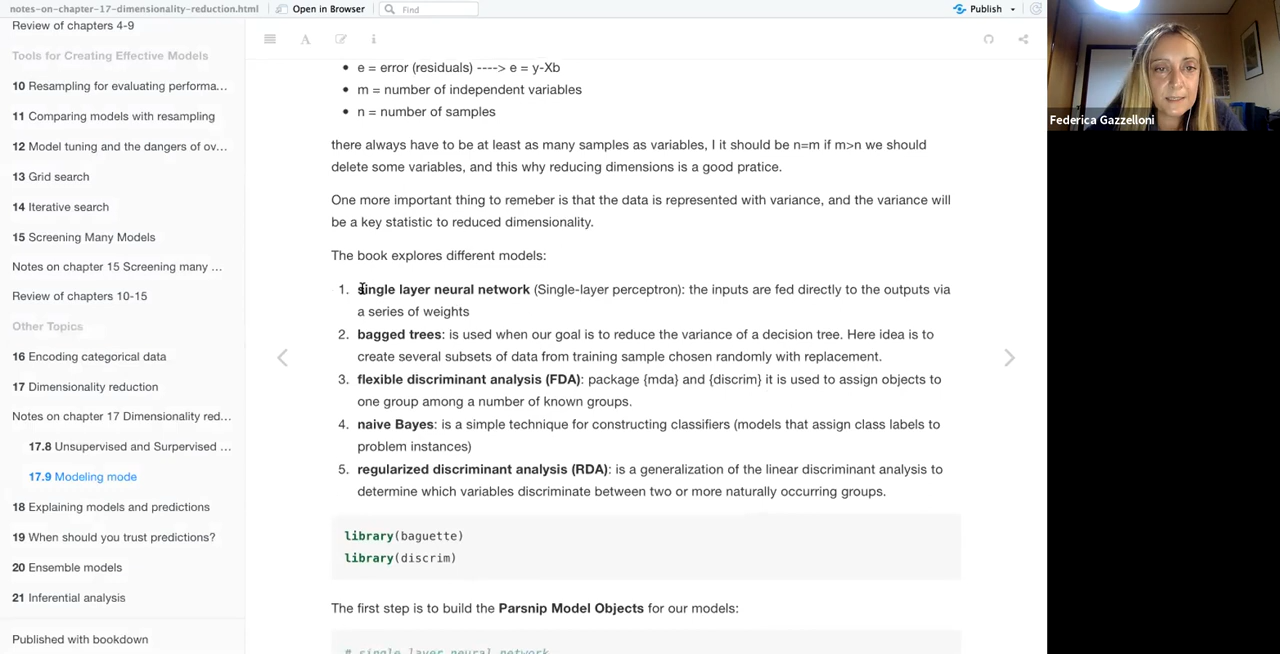 notes-on-chapter-17-dimensionality-reduction.html
Open in Browser
Find
Publish
Review of chapters 4-9
Tools for Creating Effective Models
10 Resampling for evaluating performa...
11 Comparing models with resampling
12 Model tuning and the dangers of ov...
13 Grid search
14 Iterative search
15 Screening Many Models
Notes on chapter 15 Screening many ...
Review of chapters 10-15
Other Topics
16 Encoding categorical data
17 Dimensionality reduction
Notes on chapter 17 Dimensionality red...
17.8 Unsupervised and Surpervised ...
17.9 Modeling mode
18 Explaining models and predictions
19 When should you trust predictions?
20 Ensemble models
21 Inferential analysis
Published with bookdown
• e = error (residuals) ----> e = y-Xb
• m = number of independent variables
• n = number of samples
there always have to be at least as many samples as variables, I it should be n=m if m>n we should
delete some variables, and this why reducing dimensions is a good pratice.
One more important thing to remeber is that the data is represented with variance, and the variance will
be a key statistic to reduced dimensionality.
The book explores different models:
1. single layer neural network (Single-layer perceptron): the inputs are fed directly to the outputs via
a series of weights
2. bagged trees: is used when our goal is to reduce the variance of a decision tree. Here idea is to
create several subsets of data from training sample chosen randomly with replacement.
3. flexible discriminant analysis (FDA): package {mda} and {discrim} it is used to assign objects to
one group among a number of known groups.
4. naive Bayes: is a simple technique for constructing classifiers (models that assign class labels to
problem instances)
5. regularized discriminant analysis (RDA): is a generalization of the linear discriminant analysis to
determine which variables discriminate between two or more naturally occurring groups.
library(baguette)
library(discrim)
The first step is to build the Parsnip Model Objects for our models:
# single layer neural network
Federica Gazzelloni